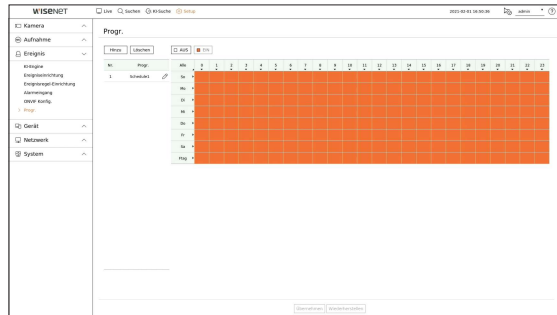 WISENET
Live Suchen KI-Suche Setup
2021-02-01 16:50:36 admin
Kamera
Aufnahme
Ereignis
KI-Engine
Ereigniseinrichtung
Ereignisregel-Einrichtung
Alarmeingang
ONVIF Konfig.
Progr.
Gerät
Netzwerk
System
Progr.
Hinzu Löschen AUS EIN
Nr. Progr. Alle 0 1 2 3 4 5 6 7 8 9 10 11 12 13 14 15 16 17 18 19 20 21 22 23
1 Schedule1 So
Mo
Di
Mi
Do
Fr
Sa
Ftag
Übernehmen Wiederherstellen